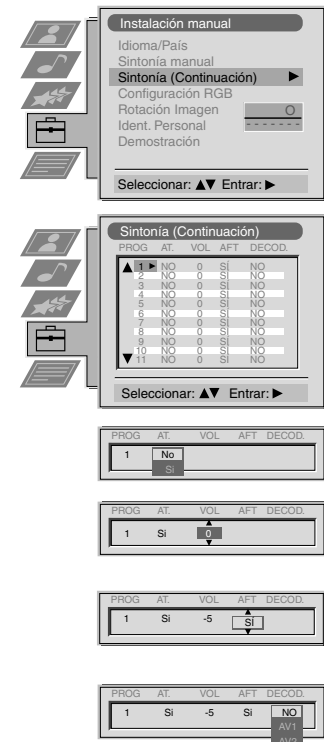 Instalación manual
Idioma/País
Sintonía manual
Sintonía (Continuación) ▶
Configuración RGB
Rotación Imagen O
Ident. Personal - - - - - - -
Demostración
Seleccionar: ▲▼ Entrar: ▶
Sintonía (Continuación)
PROG AT. VOL AFT DECOD.
▲ 1 ▶ NO 0 SÍ NO
2 NO 0 SÍ NO
3 NO 0 SÍ NO
4 NO 0 SÍ NO
5 NO 0 SÍ NO
6 NO 0 SÍ NO
7 NO 0 SÍ NO
8 NO 0 SÍ NO
9 NO 0 SÍ NO
10 NO 0 SÍ NO
▼ 11 NO 0 SÍ NO
Seleccionar: ▲▼ Entrar: ▶
PROG AT. VOL AFT DECOD.
1 No
Si
PROG AT. VOL AFT DECOD.
1 Si 0
PROG AT. VOL AFT DECOD.
1 Si -5 SÍ
PROG AT. VOL AFT DECOD.
1 Si -5 Si NO
AV1
AV2